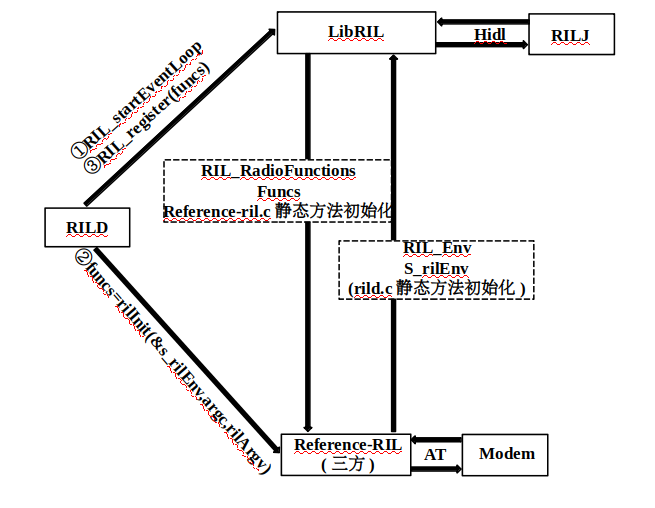 LibRIL
Hidl
RILJ
①RIL_startEventLoop
③RIL_register(funcs)
RIL_RadioFunctions
Funcs
Reference-ril.c 静态方法初始化
RILD
RIL_Env
S_rilEnv
(rild.c 静态方法初始化 )
②funcs=rilInit(&s_rilEnv,argc,rilArgv)
Reference-RIL
( 三方 )
AT
Modem